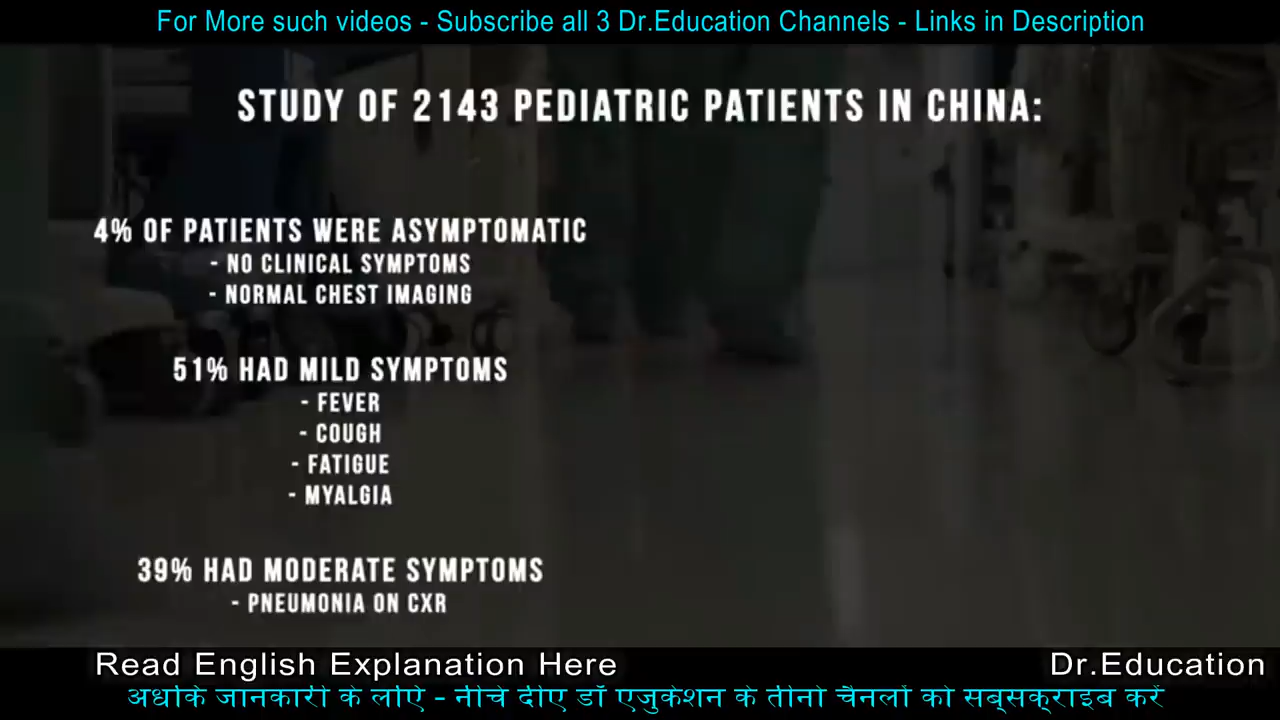 For More such videos - Subscribe all 3 Dr.Education Channels - Links in Description
STUDY OF 2143 PEDIATRIC PATIENTS IN CHINA:
4% OF PATIENTS WERE ASYMPTOMATIC
- NO CLINICAL SYMPTOMS
- NORMAL CHEST IMAGING
51% HAD MILD SYMPTOMS
- FEVER
- COUGH
- FATIGUE
- MYALGIA
39% HAD MODERATE SYMPTOMS
- PNEUMONIA ON CXR
Read English Explanation Here
Dr.Education
अधकिि जानकारी के लएि - नीचे दएि डॉ एजुकेशन के तीनो चैनलों को सब्सक्राइब करें